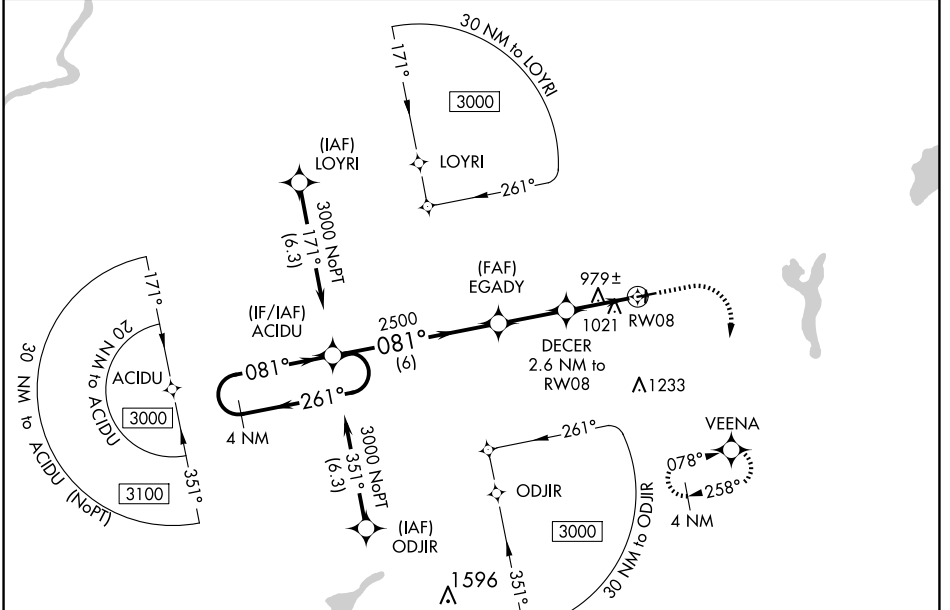 30 NM to LOYRI
171°
3000
LOYRI
261°
(IAF)
LOYRI
3000 NoPT
171°
(6.3)
(FAF)
EGADY
979±
1021
RW08
(IF/IAF)
ACIDU
2500
081°
(6)
DECER
2.6 NM to
RW08
1233
081°
261°
4 NM
171°
20 NM to ACIDU
ACIDU
3000
30 NM to ACIDU (NoPT)
3100
351°
3000 NoPT
351°
(6.3)
(IAF)
ODJIR
261°
ODJIR
3000
30 NM to ODJIR
351°
VEENA
078°
258°
4 NM
1596